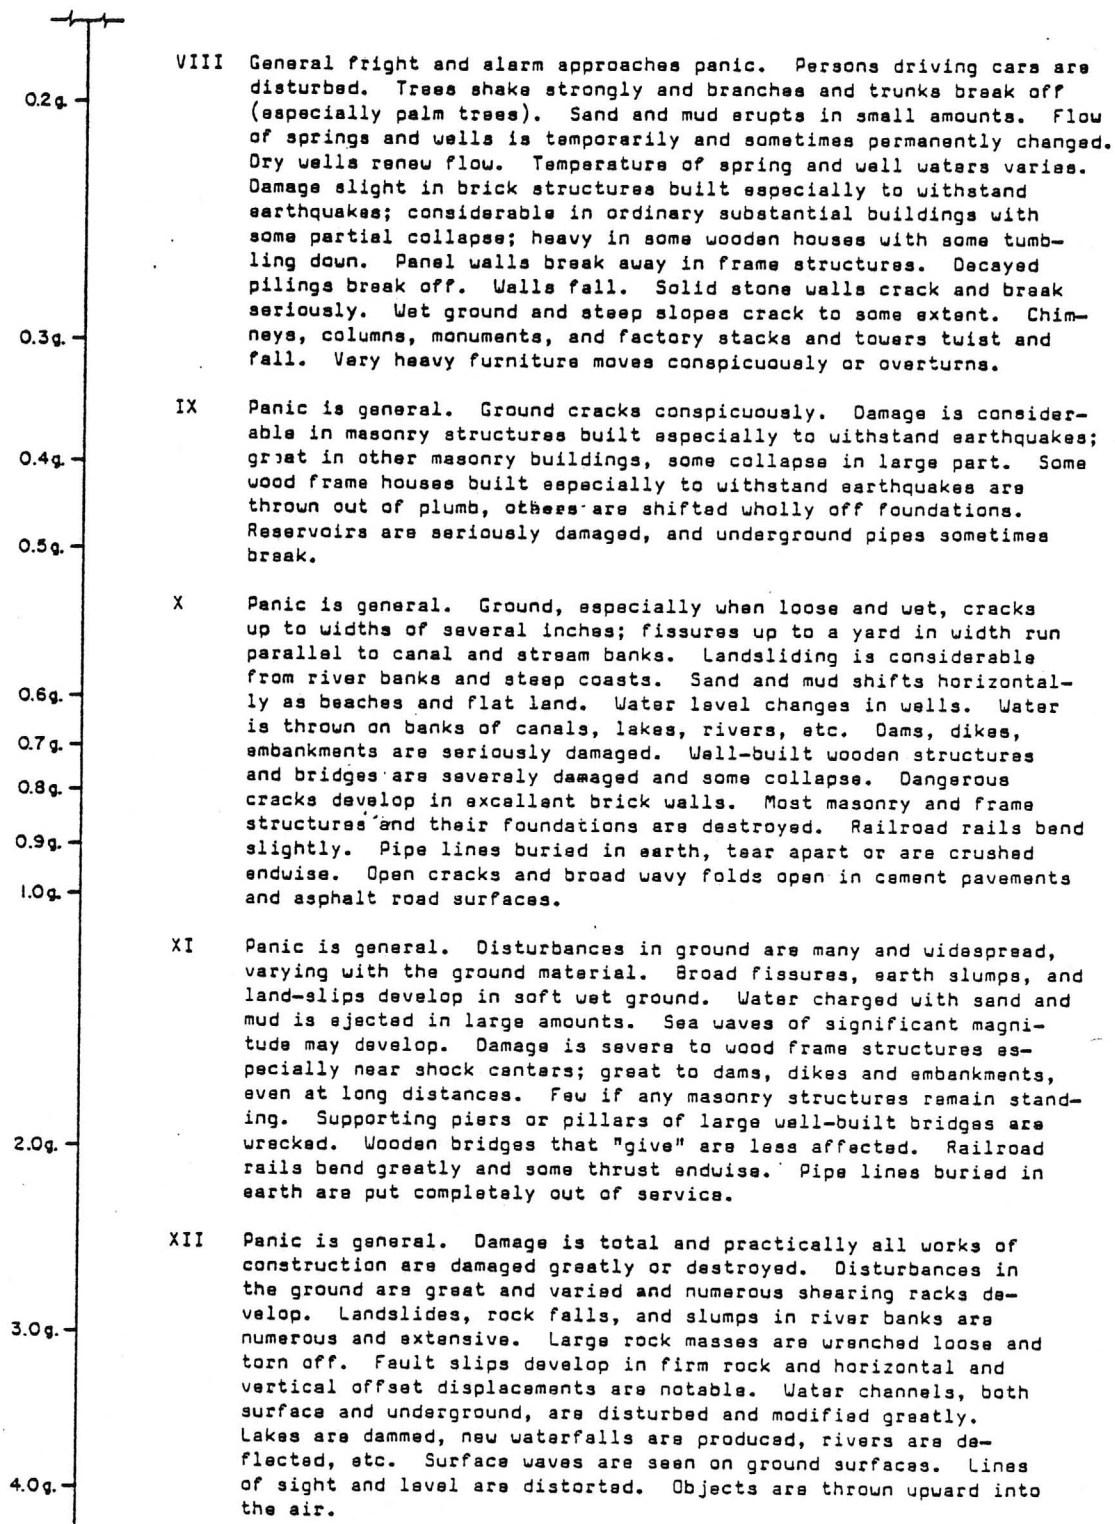 VIII General fright and alarm approaches panic. Persons driving cars are
disturbed. Trees shake strongly and branches and trunks break off
0.2g.
(especially palm trees). Sand and mud erupts in small amounts. Flow
of springs and wells is temporarily and sometimes permanently changed.
Dry wells renew flow. Temperature of spring and well waters varies.
Damage slight in brick structures built especially to withstand
earthquakes; considerable in ordinary substantial buildings with
some partial collapse; heavy in some wooden houses with some tumb-
ling down. Panel walls break away in frame structures. Decayed
pilings break off. Walls fall. Solid stone walls crack and break
seriously. Wet ground and steep slopes crack to some extent. Chim-
0.3g.
neys, columns, monuments, and factory stacks and towers twist and
fall. Very heavy furniture moves conspicuously or overturns.
IX Panic is general. Ground cracks conspicuously. Damage is consider-
able in masonry structures built especially to withstand earthquakes;
0.4g.
great in other masonry buildings, some collapse in large part. Some
wood frame houses built especially to withstand earthquakes are
thrown out of plumb, others are shifted wholly off foundations.
0.5g.
Reservoirs are seriously damaged, and underground pipes sometimes
break.
X Panic is general. Ground, especially when loose and wet, cracks
up to widths of several inches; fissures up to a yard in width run
parallel to canal and stream banks. Landsliding is considerable
from river banks and steep coasts. Sand and mud shifts horizontal-
0.6g.
ly as beaches and flat land. Water level changes in wells. Water
is thrown on banks of canals, lakes, rivers, etc. Dams, dikes,
0.7g.
embankments are seriously damaged. Well-built wooden structures
and bridges are severely damaged and some collapse. Dangerous
0.8g.
cracks develop in excellent brick walls. Most masonry and frame
structures and their foundations are destroyed. Railroad rails bend
0.9g.
slightly. Pipe lines buried in earth, tear apart or are crushed
endwise. Open cracks and broad wavy folds open in cement pavements
1.0g.
and asphalt road surfaces.
XI Panic is general. Disturbances in ground are many and widespread,
varying with the ground material. Broad fissures, earth slumps, and
land-slips develop in soft wet ground. Water charged with sand and
mud is ejected in large amounts. Sea waves of significant magni-
tude may develop. Damage is severe to wood frame structures es-
pecially near shock centers; great to dams, dikes and embankments,
even at long distances. Few if any masonry structures remain stand-
ing. Supporting piers or pillars of large well-built bridges are
2.0g.
wrecked. Wooden bridges that "give" are less affected. Railroad
rails bend greatly and some thrust endwise. Pipe lines buried in
earth are put completely out of service.
XII Panic is general. Damage is total and practically all works of
construction are damaged greatly or destroyed. Disturbances in
the ground are great and varied and numerous shearing racks de-
velop. Landslides, rock falls, and slumps in river banks are
3.0g.
numerous and extensive. Large rock masses are wrenched loose and
torn off. Fault slips develop in firm rock and horizontal and
vertical offset displacements are notable. Water channels, both
surface and underground, are disturbed and modified greatly.
Lakes are dammed, new waterfalls are produced, rivers are de-
flected, etc. Surface waves are seen on ground surfaces. Lines
4.0g.
of sight and level are distorted. Objects are thrown upward into
the air.